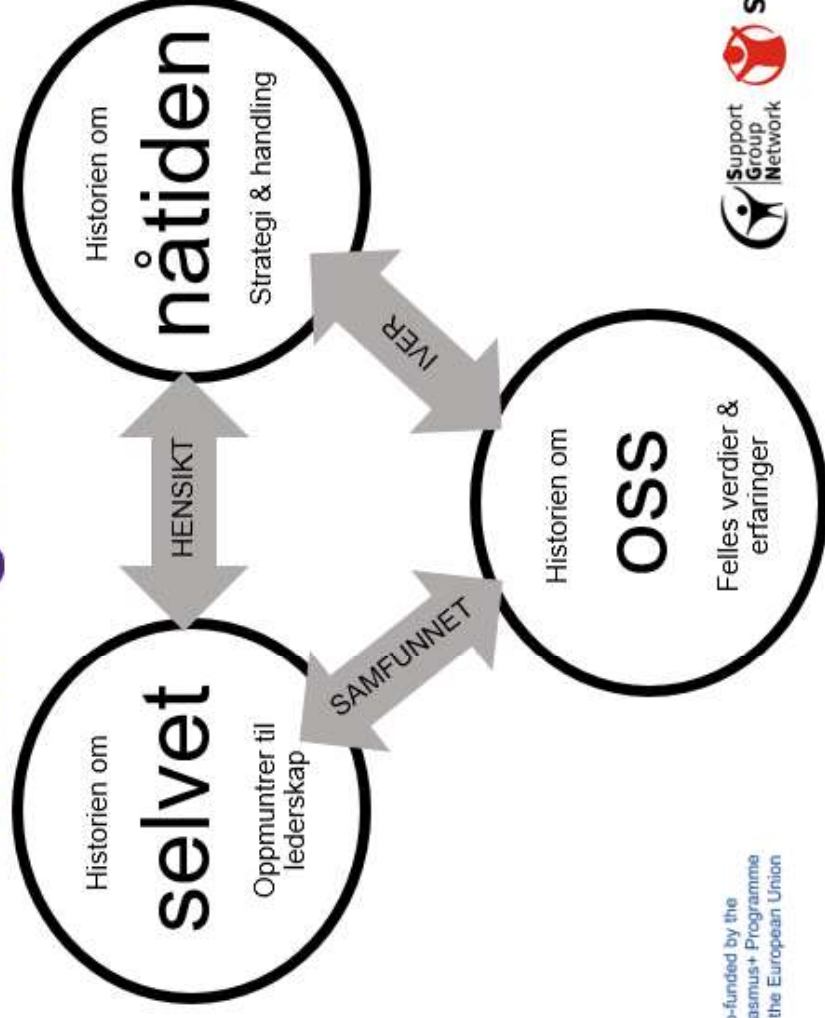 Historien om
selvet
Oppmuntrer til
lederskap
HENSIKT
Historien om
nåtiden
Strategi & handling
SAMFUNNET
IVER
Historien om
oss
Felles verdier &
erfaringer
-funded by the
asmus+ Programme
the European Union
Support
Group
Network
s